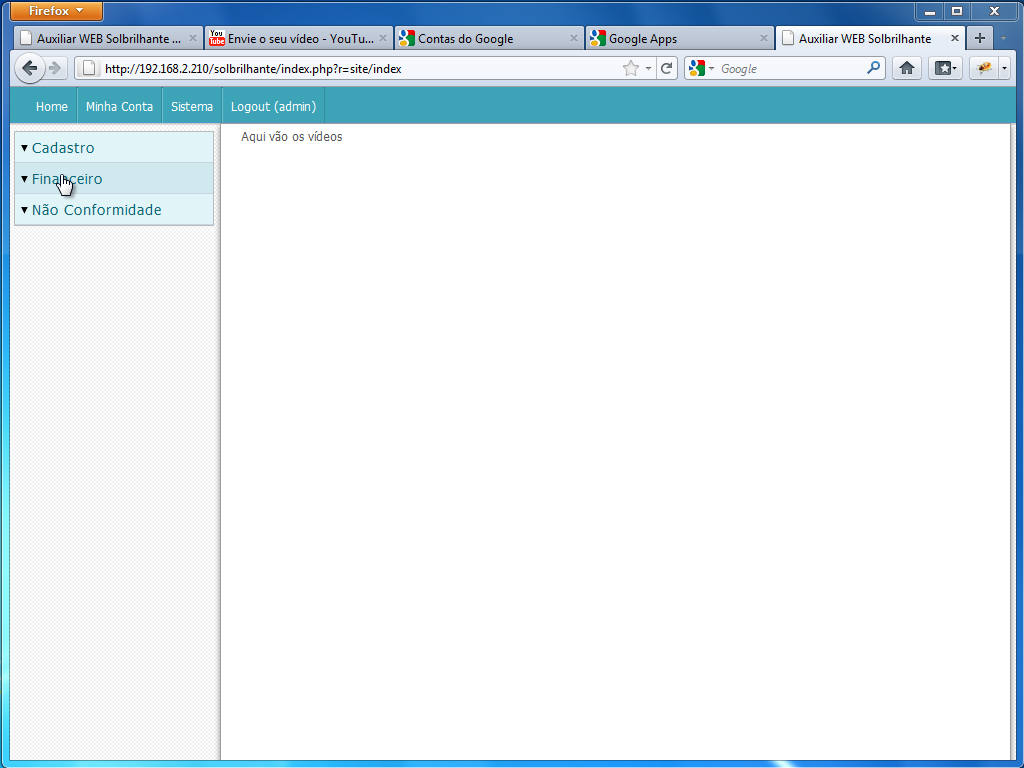 Firefox
Auxiliar WEB Solbrilhante ...
You Tube
Envie o seu vídeo - YouTu...
Contas do Google
Google Apps
Auxiliar WEB Solbrilhante
http://192.168.2.210/solbrilhante/index.php?r=site/index
Google
Home
Minha Conta
Sistema
Logout (admin)
Cadastro
Financeiro
Não Conformidade
Aqui vão os vídeos